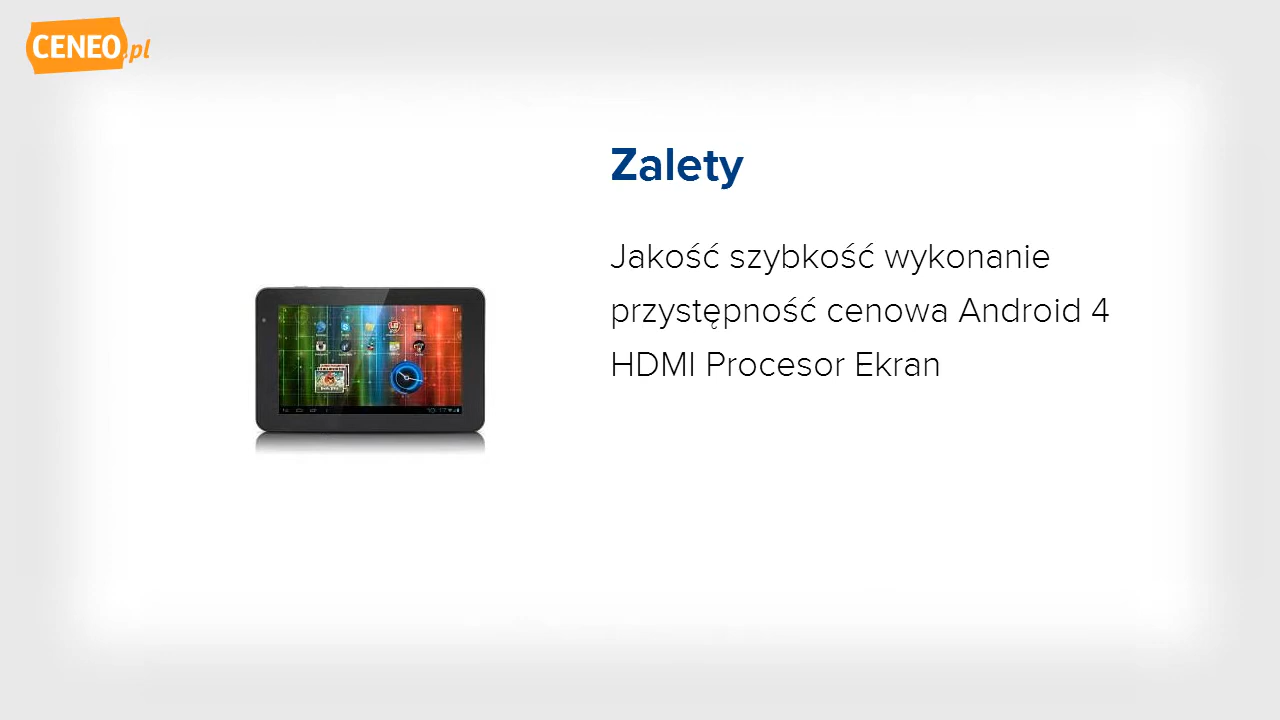 CENEO.pl
Zalety
Jakość szybkość wykonanie
przystępność cenowa Android 4
HDMI Procesor Ekran